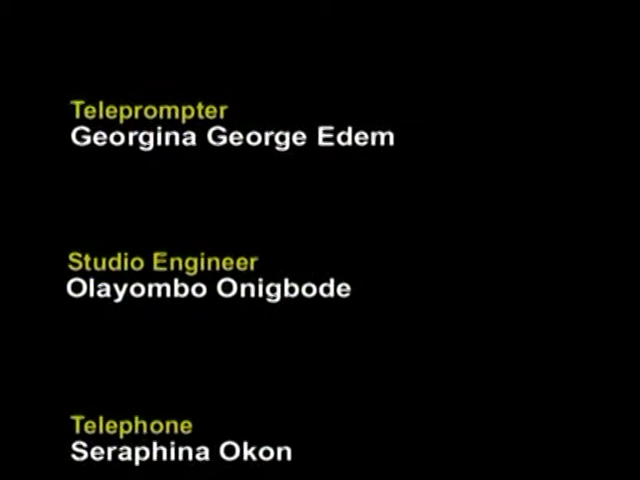 Teleprompter
Georgina George Edem
Studio Engineer
Olayombo Onigbode
Telephone
Seraphina Okon